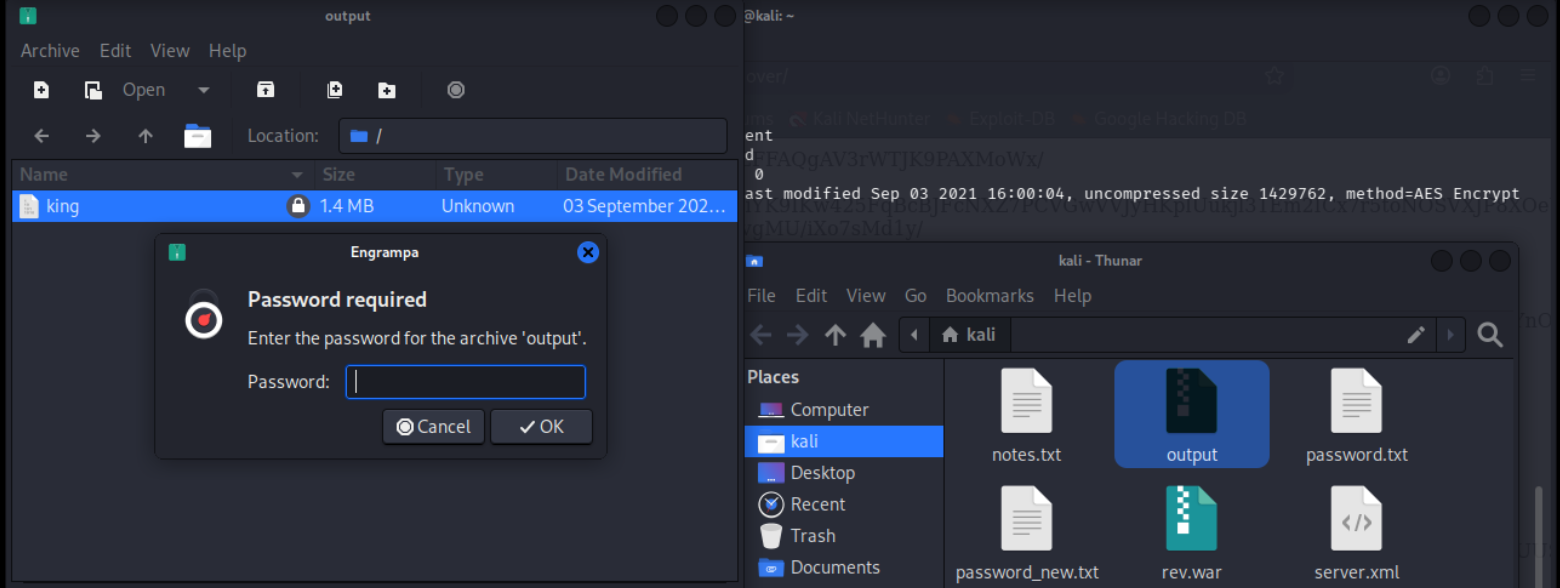 output
Archive Edit View Help
Open
Location: /
Name Size Type Date Modified
king 1.4 MB Unknown 03 September 202...
Engrampa
Password required
Enter the password for the archive 'output'.
Password:
Cancel OK
@kali: ~
over/
ms Kali NetHunter Exploit-DB Google Hacking DB
ent
d
FFAQgAV3rWTJK9PAXMoWx/
0
ast modified Sep 03 2021 16:00:04, uncompressed size 1429762, method=AES Encrypt
gMU/iXo7sMd1y/
kali - Thunar
File Edit View Go Bookmarks Help
kali
Places
Computer
kali
Desktop
Recent
Trash
Documents
notes.txt output password.txt
password_new.txt rev.war server.xml